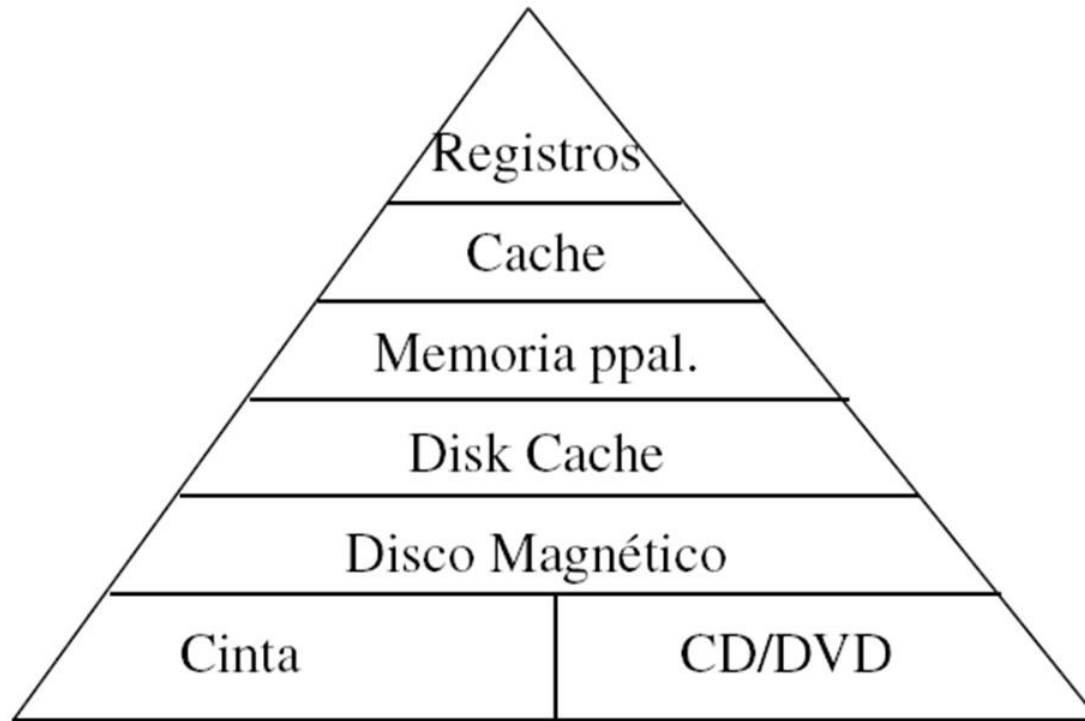 Registros
Cache
Memoria ppal.
Disk Cache
Disco Magnético
Cinta
CD/DVD